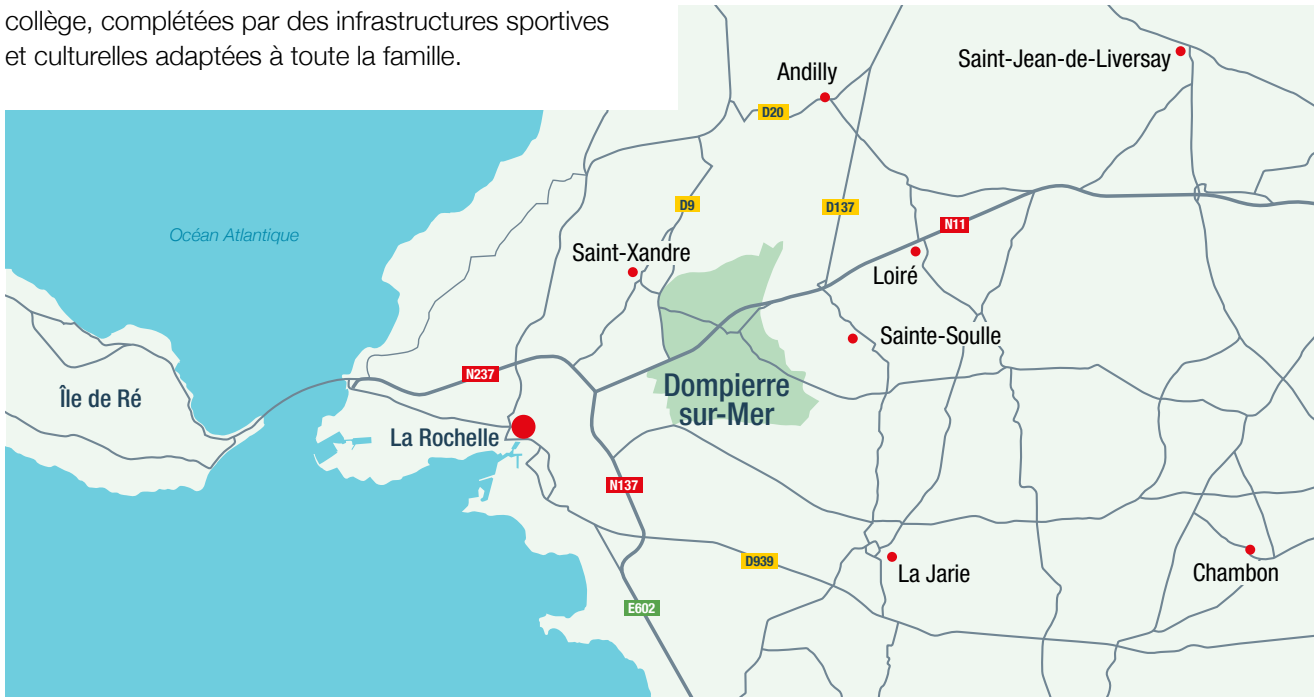 collège, complétées par des infrastructures sportives
et culturelles adaptées à toute la famille.
Saint-Jean-de-Liversay
Andilly
D20
D9
D137
N11
Océan Atlantique
Saint-Xandre
Loiré
Sainte-Soulle
N237
Île de Ré
Dompierre
sur-Mer
La Rochelle
N137
D939
La Jarie
Chambon
E602